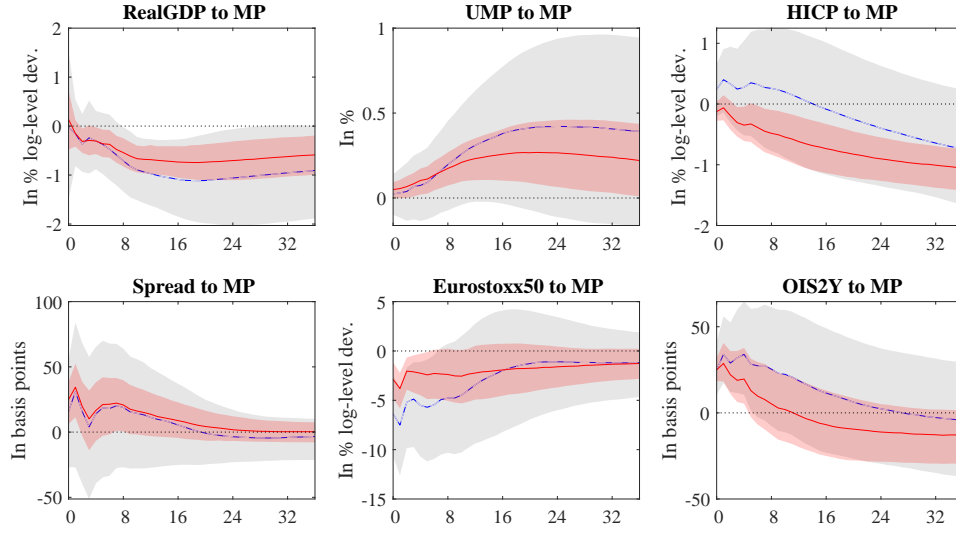 RealGDP to MP
In % log-level dev.
2
1
0
-1
-2
0 8 16 24 32
UMP to MP
In %
1
0.5
0
0 8 16 24 32
HICP to MP
In % log-level dev.
1
0
-1
-2
0 8 16 24 32
Spread to MP
In basis points
100
50
0
-50
0 8 16 24 32
Eurostoxx50 to MP
In % log-level dev.
5
0
-5
-10
-15
0 8 16 24 32
OIS2Y to MP
In basis points
50
0
-50
0 8 16 24 32